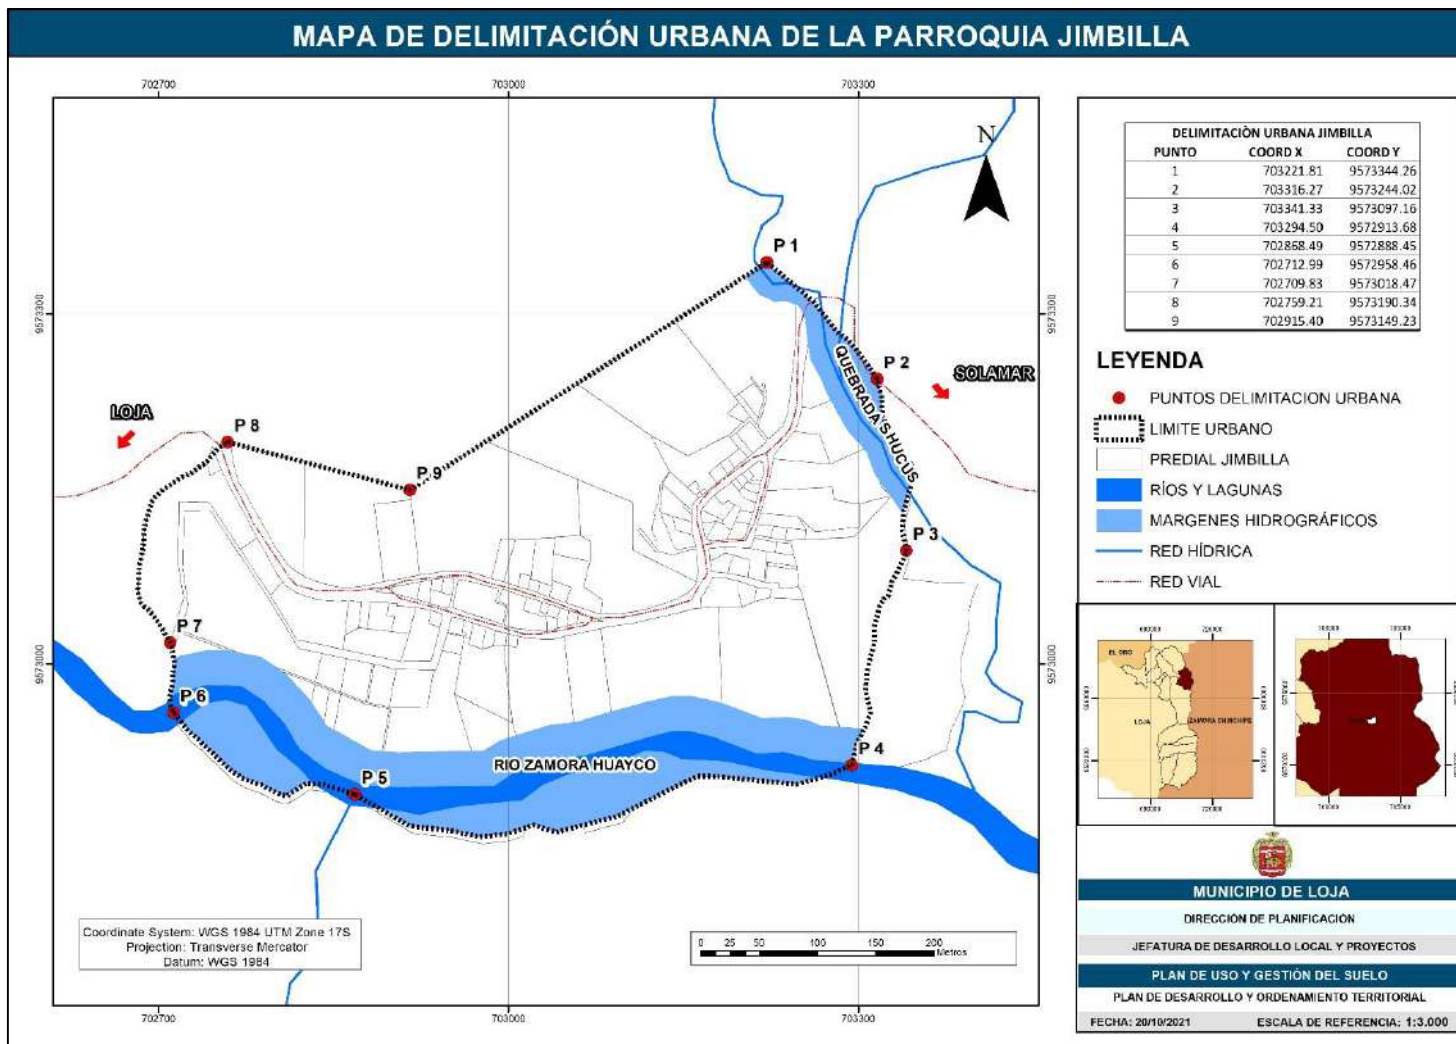 MAPA DE DELIMITACIÓN URBANA DE LA PARROQUIA JIMBILLA
702700 703000 703300
N
P 1
9573300 9573300
P 2
QUEBRADA SHUCUS
SOLAMAR
LOJA
P 8
P 9
P 3
P 7
9573000 9573000
P 6
P 4
RIO ZAMORA HUAYCO
P 5
Coordinate System: WGS 1984 UTM Zone 17S
Projection: Transverse Mercator
Datum: WGS 1984
0 25 50 100 150 200
Metros
702700 703000 703300
DELIMITACIÒN URBANA JIMBILLA
PUNTO COORD X COORD Y
1 703221.81 9573344.26
2 703316.27 9573244.02
3 703341.33 9573097.16
4 703294.50 9572913.68
5 702868.49 9572888.45
6 702712.99 9572958.46
7 702709.83 9573018.47
8 702759.21 9573190.34
9 702915.40 9573149.23
LEYENDA
PUNTOS DELIMITACION URBANA
LIMITE URBANO
PREDIAL JIMBILLA
RÍOS Y LAGUNAS
MARGENES HIDROGRÁFICOS
RED HÍDRICA
RED VIAL
EL ORO
LOJA
ZAMORA CHINCHIPE
MUNICIPIO DE LOJA
DIRECCIÓN DE PLANIFICACIÓN
JEFATURA DE DESARROLLO LOCAL Y PROYECTOS
PLAN DE USO Y GESTIÓN DEL SUELO
PLAN DE DESARROLLO Y ORDENAMIENTO TERRITORIAL
FECHA: 20/10/2021 ESCALA DE REFERENCIA: 1:3.000